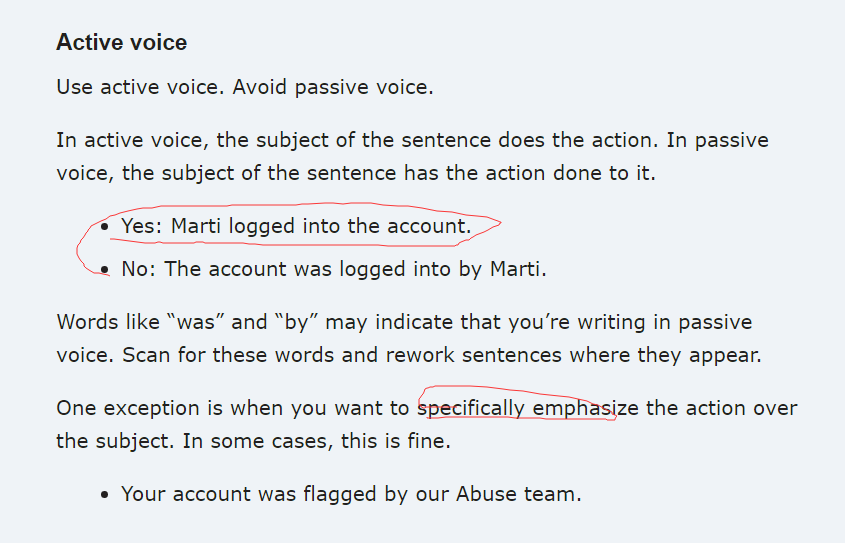 Active voice
Use active voice. Avoid passive voice.
In active voice, the subject of the sentence does the action. In passive
voice, the subject of the sentence has the action done to it.
• Yes: Marti logged into the account.
• No: The account was logged into by Marti.
Words like “was” and “by” may indicate that you’re writing in passive
voice. Scan for these words and rework sentences where they appear.
One exception is when you want to specifically emphasize the action over
the subject. In some cases, this is fine.
• Your account was flagged by our Abuse team.